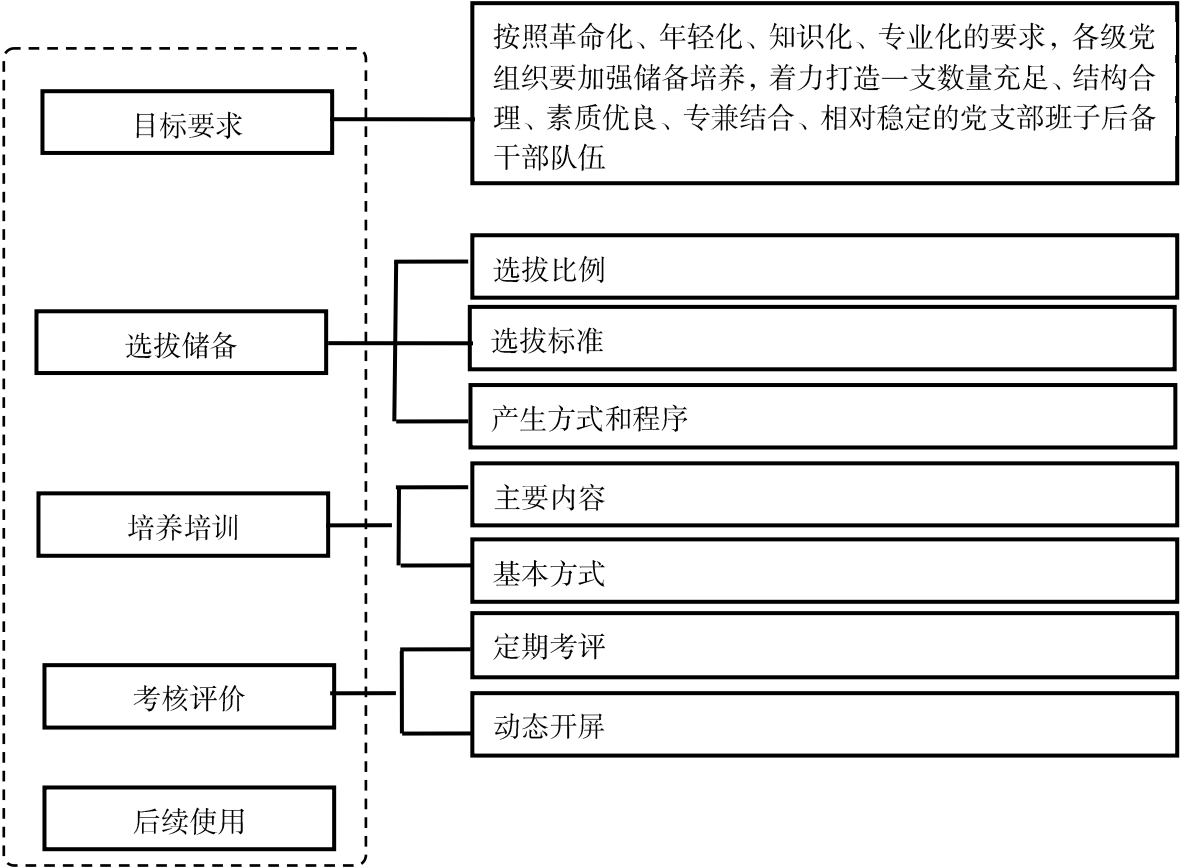 目标要求
按照革命化、年轻化、知识化、专业化的要求，各级党
组织要加强储备培养，着力打造一支数量充足、结构合
理、素质优良、专兼结合、相对稳定的党支部班子后备
干部队伍
选拔储备
选拔比例
选拔标准
产生方式和程序
培养培训
主要内容
基本方式
考核评价
定期考评
动态开屏
后续使用